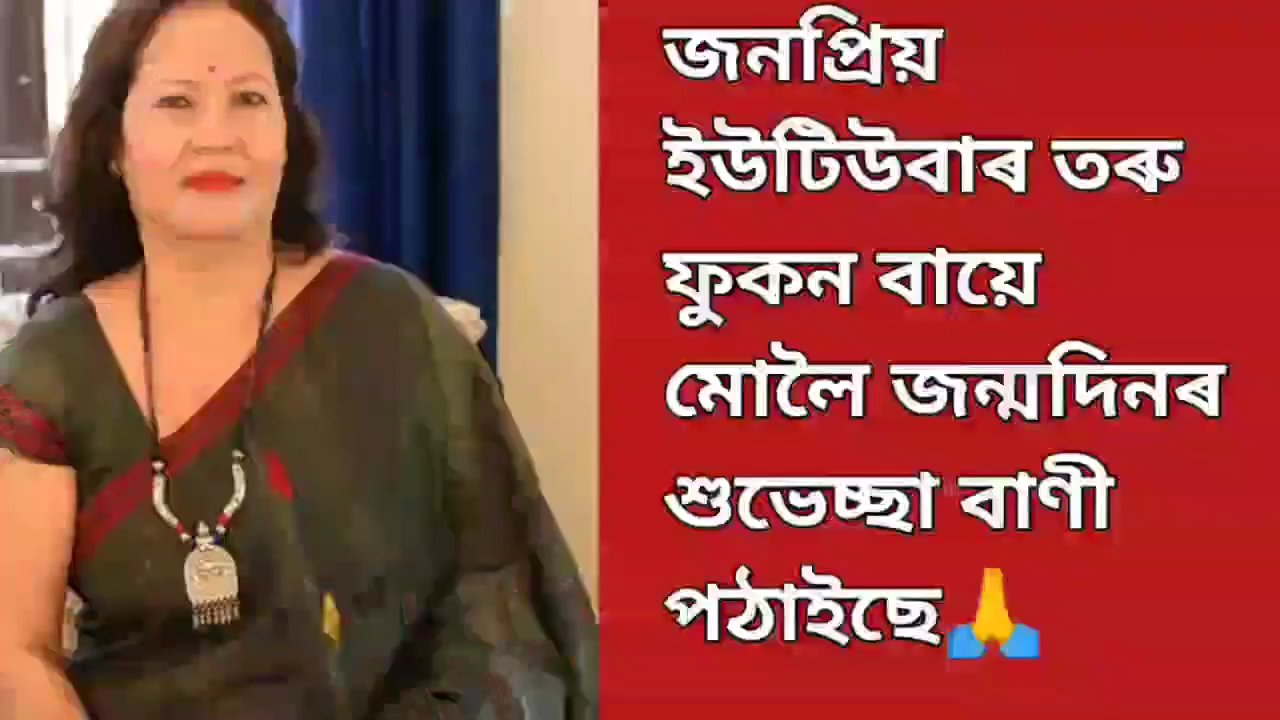 জনপ্ৰিয়
ইউটিউবাৰ তৰু
ফুকন বায়ে
মোলৈ জন্মদিনৰ
শুভেচ্ছা বাণী
পঠাইছে🙏